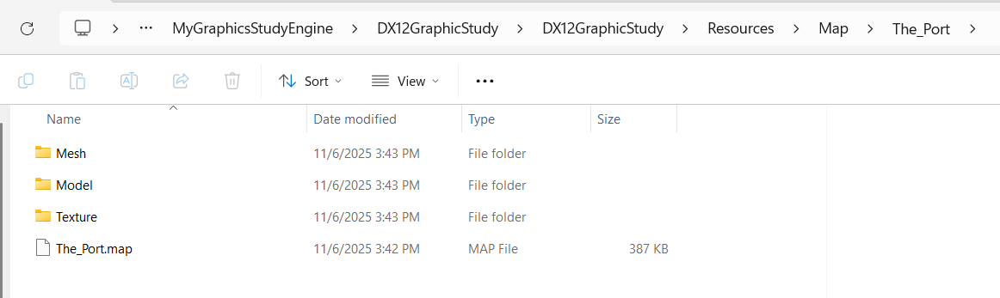 MyGraphicsStudyEngine > DX12GraphicStudy > DX12GraphicStudy > Resources > Map > The_Port >
Sort View
Name Date modified Type Size
Mesh 11/6/2025 3:43 PM File folder
Model 11/6/2025 3:43 PM File folder
Texture 11/6/2025 3:43 PM File folder
The_Port.map 11/6/2025 3:42 PM MAP File 387 KB